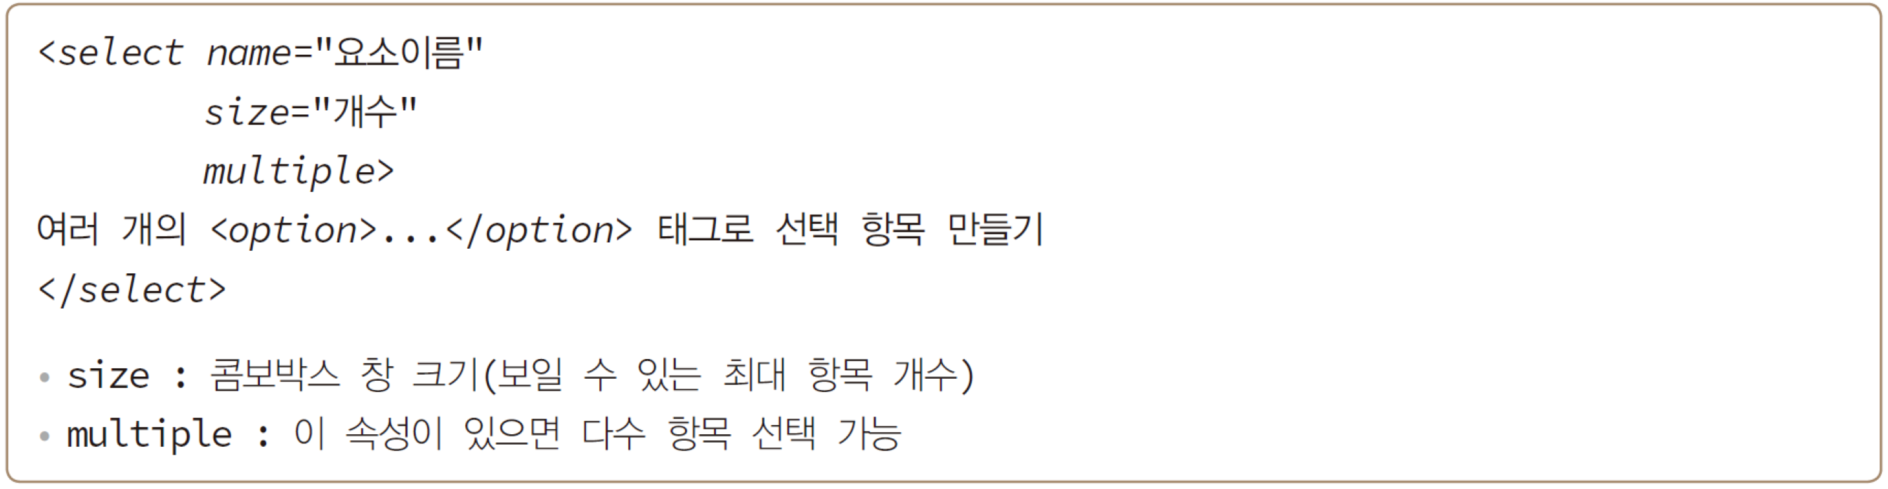 <select name="요소이름"
size="개수"
multiple>
여러 개의 <option>...</option> 태그로 선택 항목 만들기
</select>
• size : 콤보박스 창 크기(보일 수 있는 최대 항목 개수)
• multiple : 이 속성이 있으면 다수 항목 선택 가능